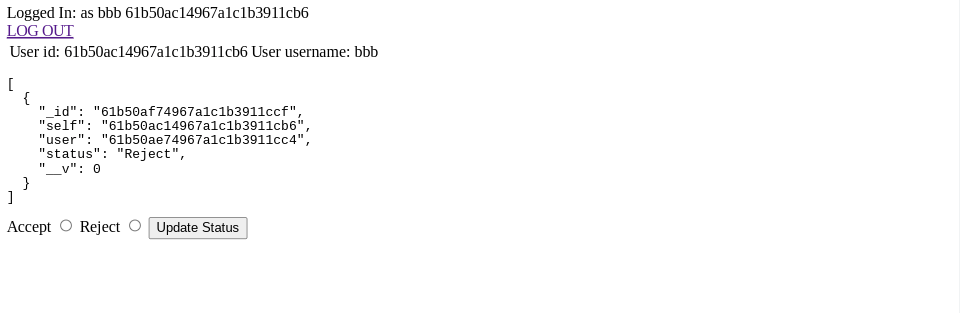 Logged In: as bbb 61b50ac14967a1c1b3911cb6
LOG OUT
User id: 61b50ac14967a1c1b3911cb6 User username: bbb
[
  {
    "_id": "61b50af74967a1c1b3911ccf",
    "self": "61b50ac14967a1c1b3911cb6",
    "user": "61b50ae74967a1c1b3911cc4",
    "status": "Reject",
    "__v": 0
  }
]
Accept Reject Update Status